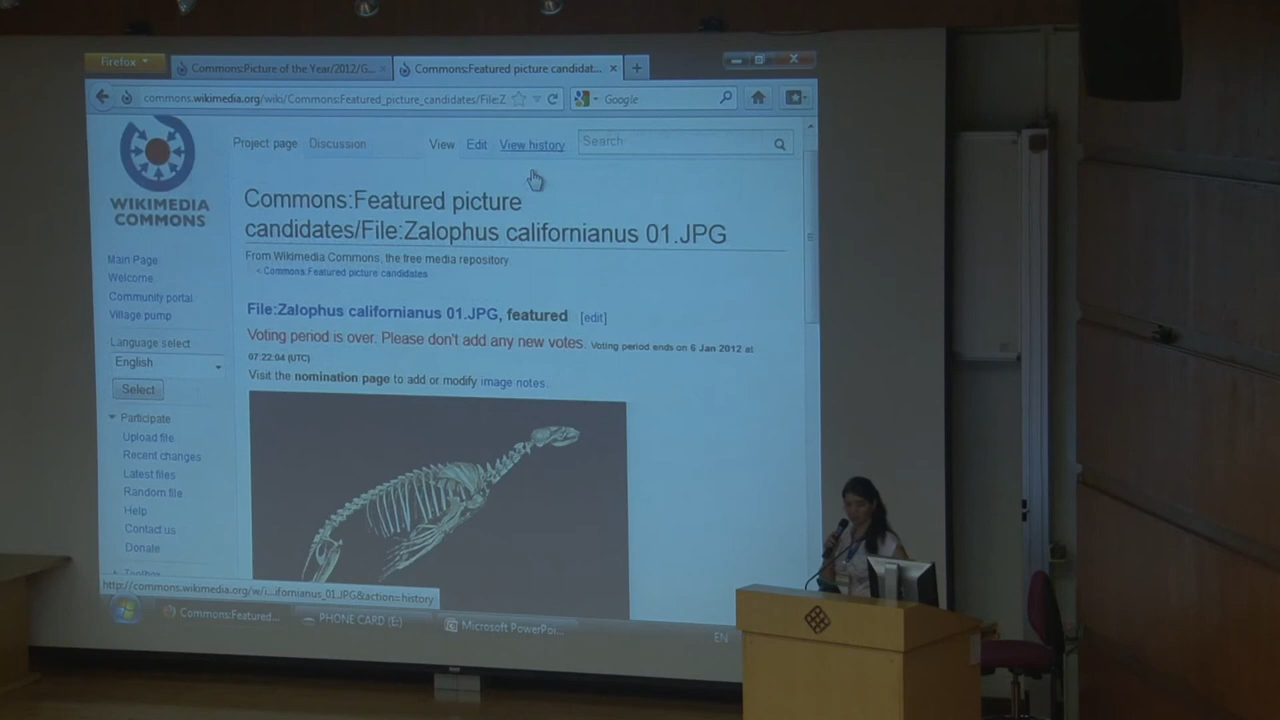 Firefox
Commons:Picture of the Year/2012/G...
Commons:Featured picture candidat...
commons.wikimedia.org/wiki/Commons:Featured_picture_candidates/File:Z
Google
Project page
Discussion
View
Edit
View history
Search
WIKIMEDIA
COMMONS
Commons:Featured picture
candidates/File:Zalophus californianus 01.JPG
From Wikimedia Commons, the free media repository
< Commons:Featured picture candidates
Main Page
Welcome
Community portal
Village pump
Language select
English
Select
File:Zalophus californianus 01.JPG, featured [edit]
Voting period is over. Please don't add any new votes. Voting period ends on 6 Jan 2012 at
07:22:04 (UTC)
Visit the nomination page to add or modify image notes.
Participate
Upload file
Recent changes
Latest files
Random file
Help
Contact us
Donate
Toolbox
http://commons.wikimedia.org/w/i...ifornianus_01.JPG&action=history
Commons:Featured...
PHONE CARD (E:)
Microsoft PowerPoi...
EN